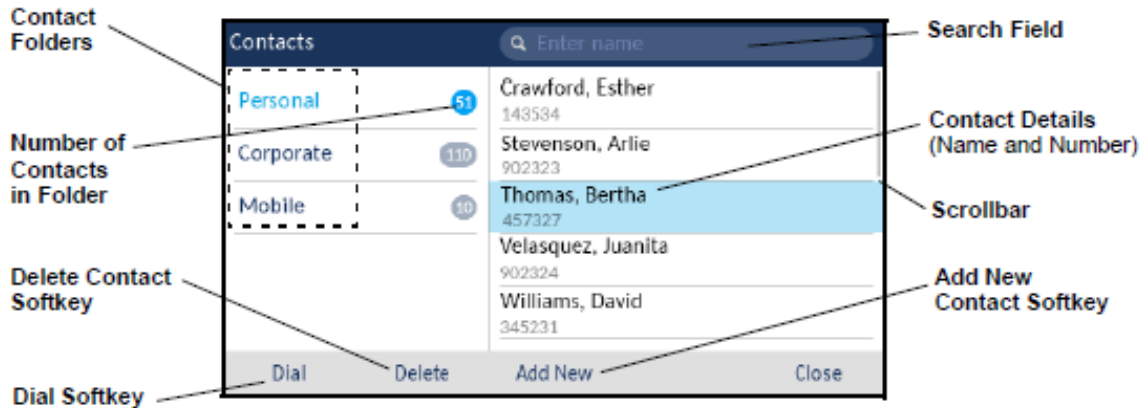 Contact
Folders
Contacts
Enter name
Search Field
Personal
51
Crawford, Esther
143534
Number of
Contacts
in Folder
Corporate
110
Stevenson, Arlie
902323
Contact Details
(Name and Number)
Mobile
10
Thomas, Bertha
457327
Scrollbar
Velasquez, Juanita
902324
Delete Contact
Softkey
Williams, David
345231
Add New
Contact Softkey
Dial
Delete
Add New
Close
Dial Softkey